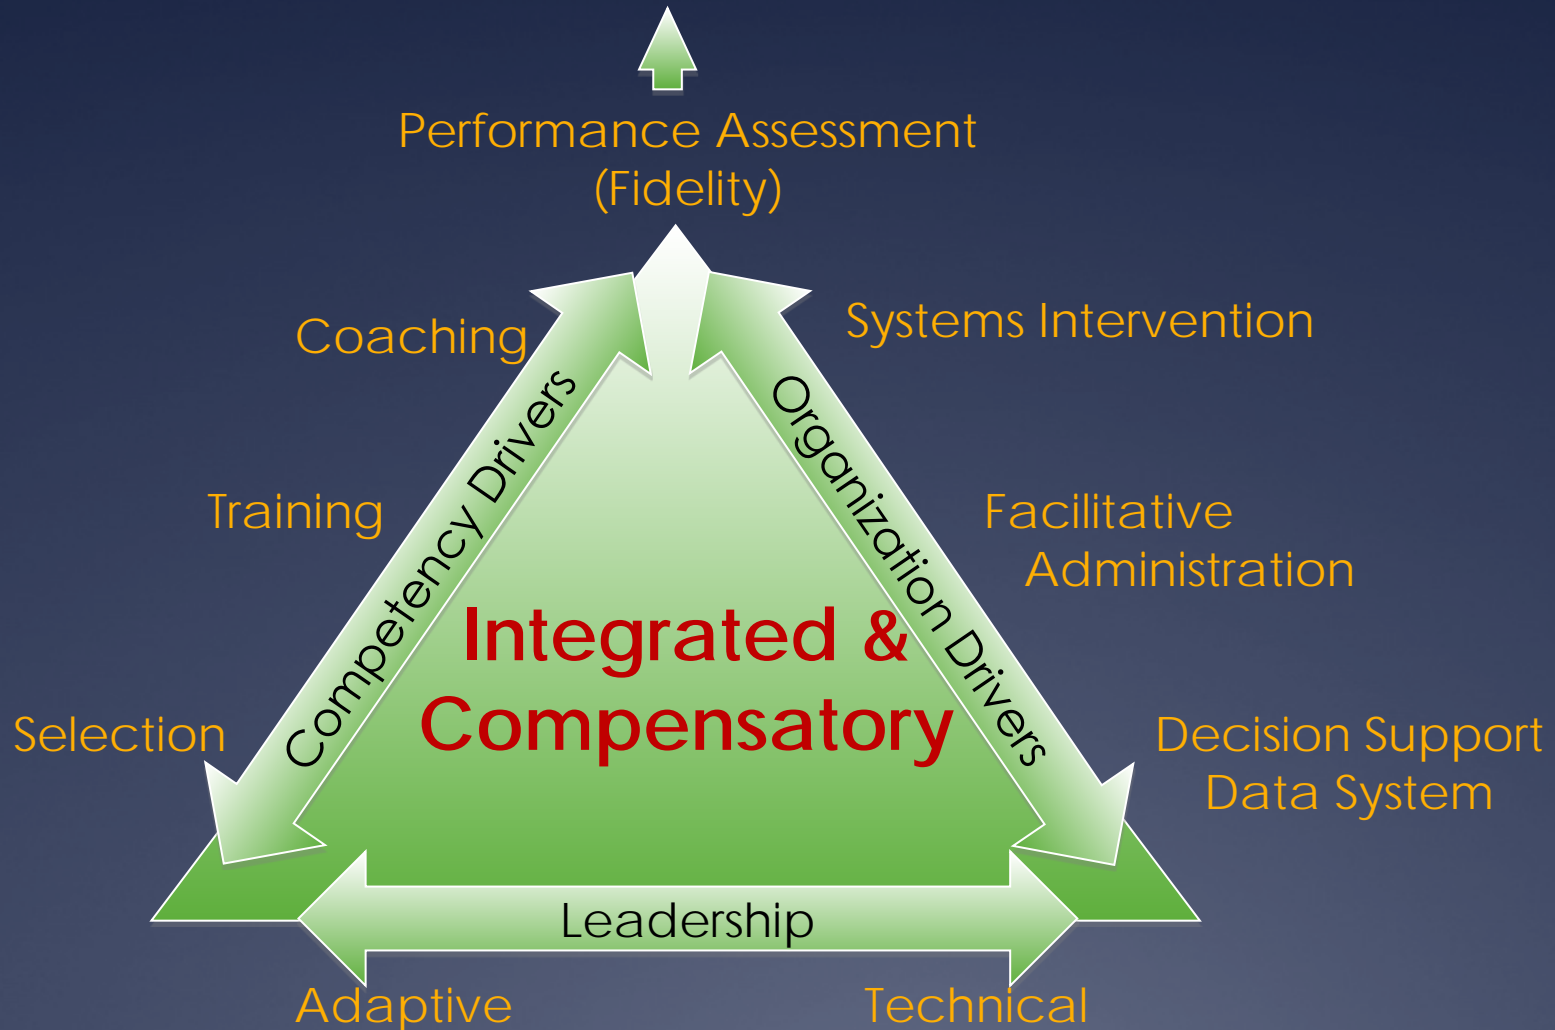 Performance Assessment
(Fidelity)
Coaching
Systems Intervention
Training
Competency Drivers
Organization Drivers
Facilitative
Administration
Integrated &
Compensatory
Selection
Decision Support
Data System
Leadership
Adaptive
Technical